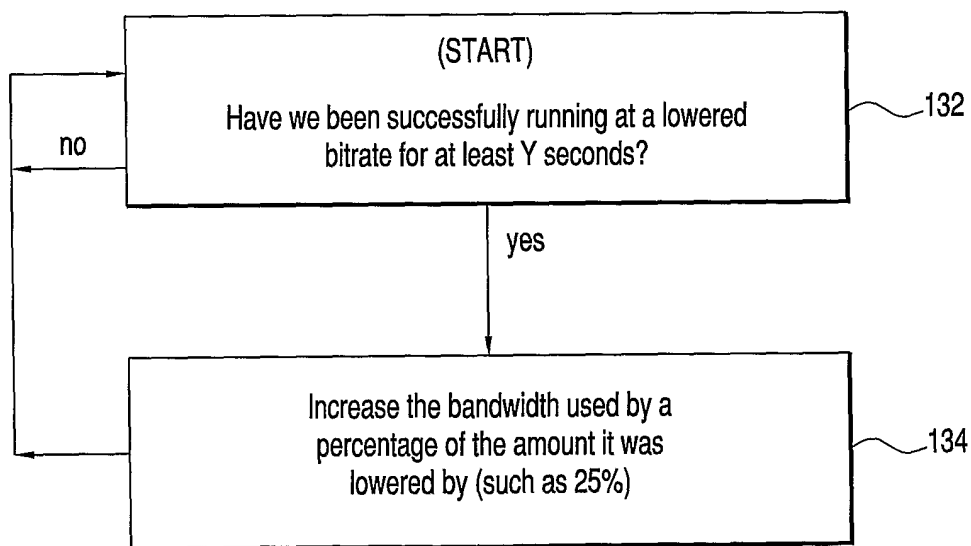 (START)
Have we been successfully running at a lowered
bitrate for at least Y seconds?
132
no
yes
Increase the bandwidth used by a
percentage of the amount it was
lowered by (such as 25%)
134